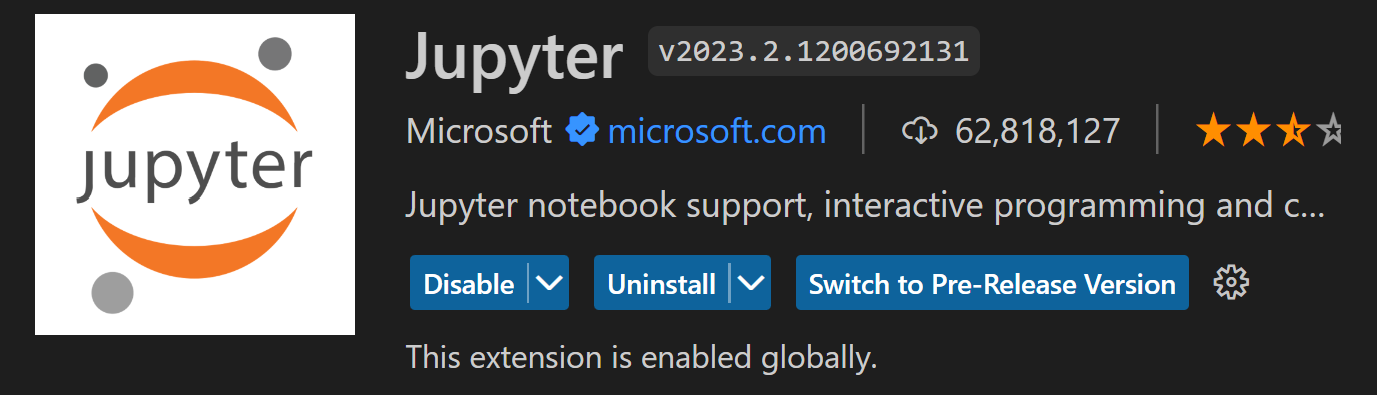 jupyter
Jupyter v2023.2.1200692131
Microsoft microsoft.com 62,818,127
Jupyter notebook support, interactive programming and c...
Disable Uninstall Switch to Pre-Release Version
This extension is enabled globally.